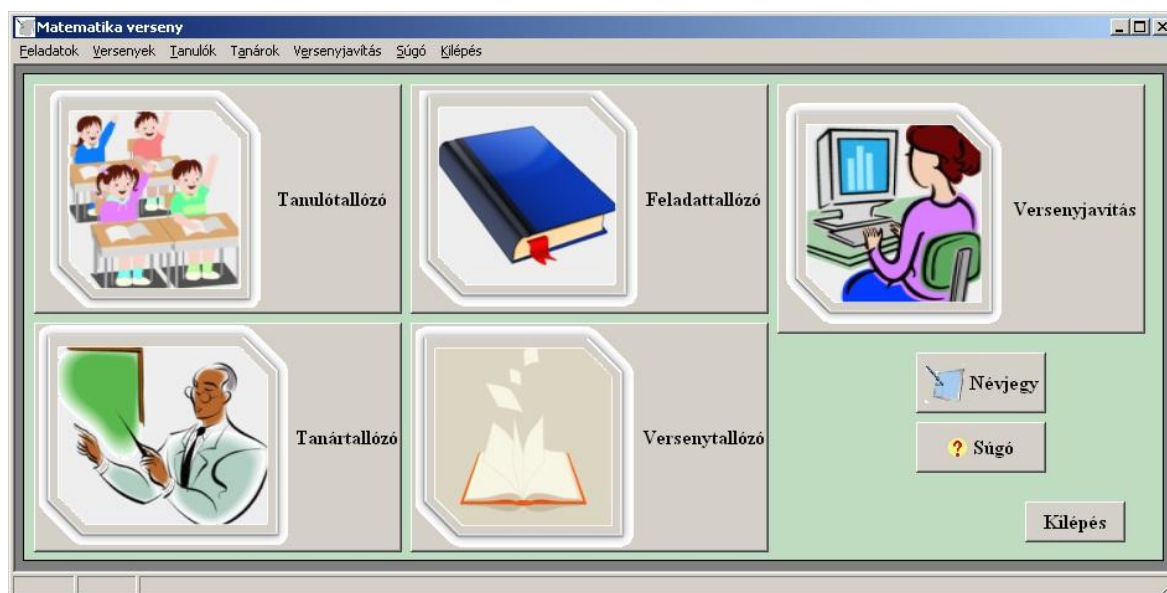 Matematika verseny
Feladatok Versenyek Tanulók Tanárok Versenyjavítás Súgó Kilépés
Tanulótallózó
Feladattallózó
Versenyjavítás
Tanártallózó
Versenytallózó
Névjegy
? Súgó
Kilépés